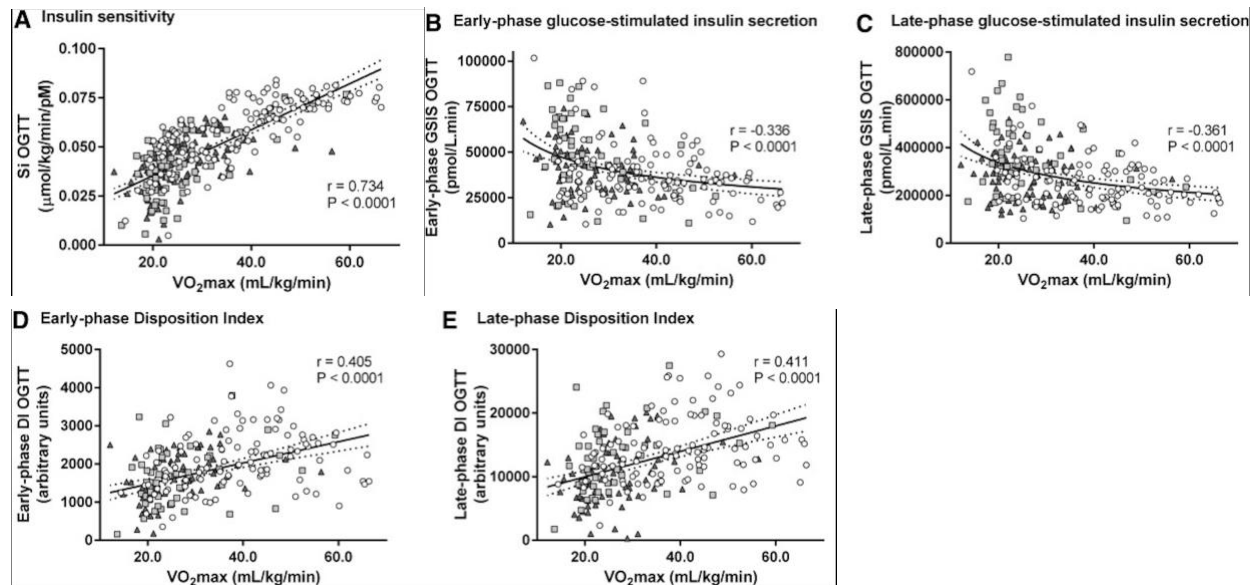 A Insulin sensitivity
Si OGTT
(μmol/kg/min/pM)
0.100
0.075
0.050
0.025
0.000
r = 0.734
P < 0.0001
20.0 40.0 60.0
VO₂max (mL/kg/min)
B Early-phase glucose-stimulated insulin secretion
Early-phase GSIS OGTT
(pmol/L.min)
100000
75000
50000
25000
0
r = -0.336
P < 0.0001
20.0 40.0 60.0
VO₂max (mL/kg/min)
C Late-phase glucose-stimulated insulin secretion
Late-phase GSIS OGTT
(pmol/L.min)
800000
600000
400000
200000
0
r = -0.361
P < 0.0001
20.0 40.0 60.0
VO₂max (mL/kg/min)
D Early-phase Disposition Index
Early-phase DI OGTT
(arbitrary units)
5000
4000
3000
2000
1000
0
r = 0.405
P < 0.0001
20.0 40.0 60.0
VO₂max (mL/kg/min)
E Late-phase Disposition Index
Late-phase DI OGTT
(arbitrary units)
30000
20000
10000
0
r = 0.411
P < 0.0001
20.0 40.0 60.0
VO₂max (mL/kg/min)